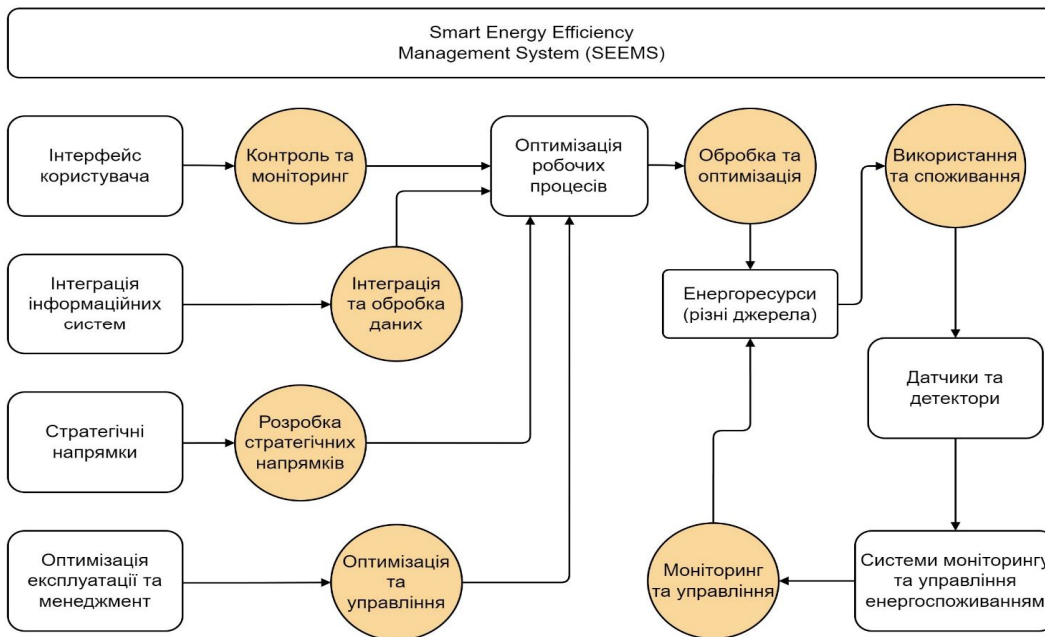 Smart Energy Efficiency
Management System (SEEMS)
Інтерфейс
користувача
Контроль та
моніторинг
Оптимізація
робочих
процесів
Обробка та
оптимізація
Використання
та споживання
Інтеграція
інформаційних
систем
Інтеграція
та обробка
даних
Енергоресурси
(різні джерела)
Датчики та
детектори
Стратегічні
напрямки
Розробка
стратегічних
напрямків
Оптимізація
експлуатації та
менеджмент
Оптимізація
та
управління
Моніторинг
та управління
Системи моніторингу
та управління
енергоспоживанням